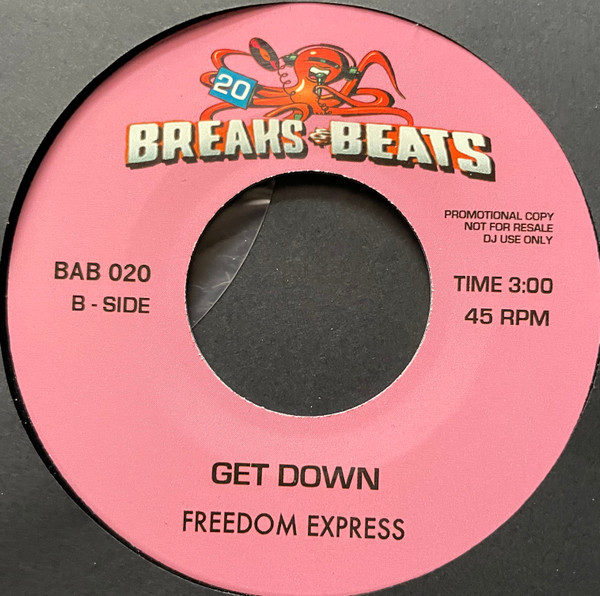 20
BREAKS & BEATS
PROMOTIONAL COPY
NOT FOR RESALE
DJ USE ONLY
BAB 020
B - SIDE
TIME 3:00
45 RPM
GET DOWN
FREEDOM EXPRESS